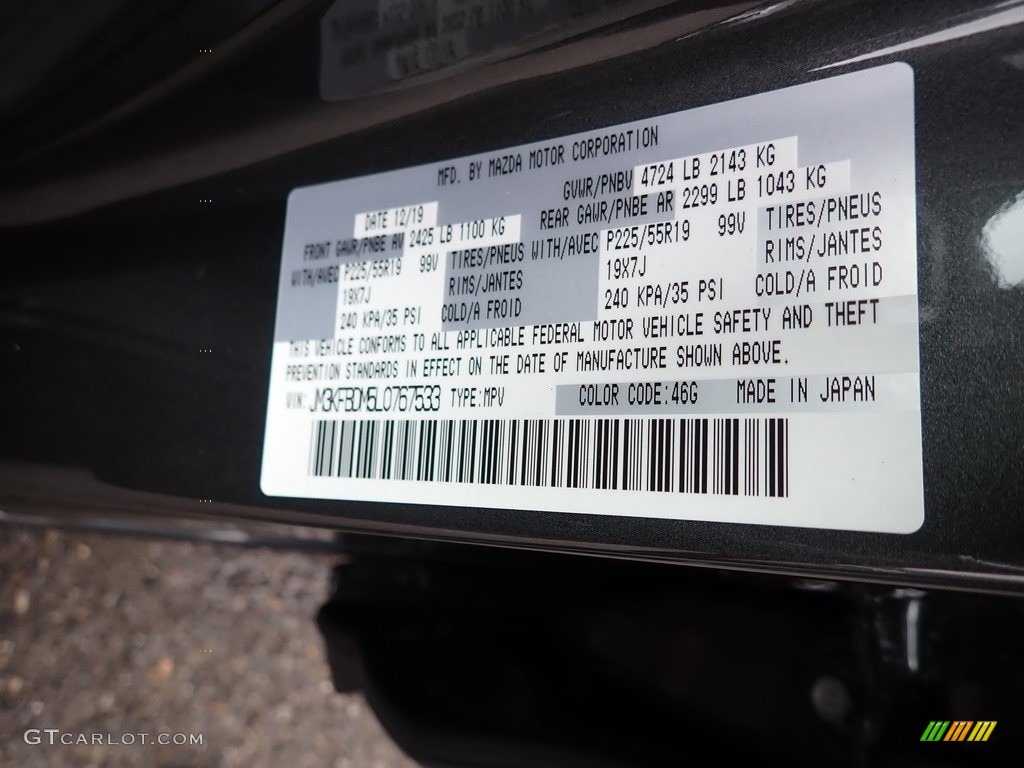 MFD. BY MAZDA MOTOR CORPORATION
DATE 12/19 GVWR/PNBV 4724 LB 2143 KG
FRONT GAWR/PNBE AV 2425 LB 1100 KG REAR GAWR/PNBE AR 2299 LB 1043 KG
WITH/AVEC P225/55R19 99V TIRES/PNEUS WITH/AVEC P225/55R19 99V TIRES/PNEUS
19X7J RIMS/JANTES 19X7J RIMS/JANTES
240 KPA/35 PSI COLD/A FROID 240 KPA/35 PSI COLD/A FROID
THIS VEHICLE CONFORMS TO ALL APPLICABLE FEDERAL MOTOR VEHICLE SAFETY AND THEFT
PREVENTION STANDARDS IN EFFECT ON THE DATE OF MANUFACTURE SHOWN ABOVE.
VIN: JM3KFBDM5L0767533 TYPE:MPV COLOR CODE:46G MADE IN JAPAN
GTCARLOT.COM